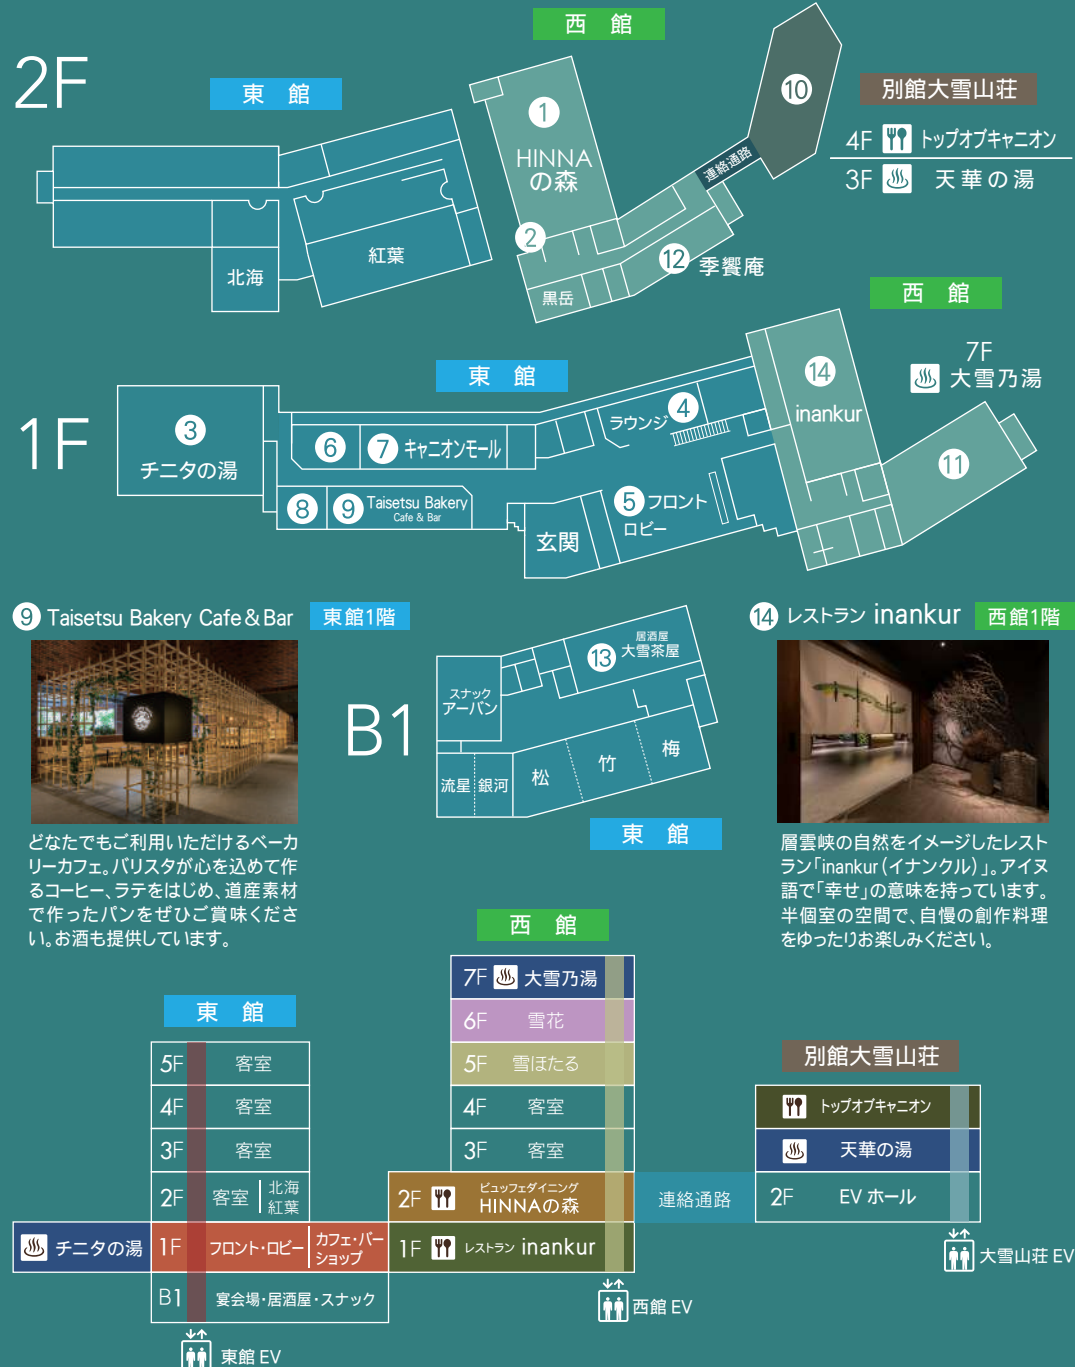 2F
東 館
北海
紅葉
西 館
1
HINNA
の森
2
黒岳
12 季饗庵
連絡通路
10
別館大雪山荘
4F トップオブキャニオン
3F 天華の湯
1F
東 館
3
チニタの湯
6
7 キャニオンモール
8
9 Taisetsu Bakery
Cafe & Bar
ラウンジ 4
5 フロント
ロビー
玄関
西 館
14
inankur
7F
大雪乃湯
11
9 Taisetsu Bakery Cafe&Bar 東館1階
どなたでもご利用いただけるベーカ
リーカフェ。バリスタが心を込めて作
るコーヒー、ラテをはじめ、道産素材
で作ったパンをぜひご賞味くださ
い。お酒も提供しています。
B1
スナック
アーバン
13 居酒屋
大雪茶屋
流星 銀河 松 竹 梅
東 館
14 レストラン inankur 西館1階
層雲峡の自然をイメージしたレスト
ラン「inankur(イナンクル)」。アイヌ
語で「幸せ」の意味を持っています。
半個室の空間で、自慢の創作料理
をゆったりお楽しみください。
東 館
5F 客室
4F 客室
3F 客室
2F 客室 北海
紅葉
チニタの湯
1F フロント・ロビー カフェ・バー
ショップ
B1 宴会場・居酒屋・スナック
東館 EV
西 館
7F 大雪乃湯
6F 雪花
5F 雪ほたる
4F 客室
3F 客室
2F ビュッフェダイニング
HINNAの森
1F レストラン inankur
西館 EV
連絡通路
別館大雪山荘
トップオブキャニオン
天華の湯
2F EV ホール
大雪山荘 EV